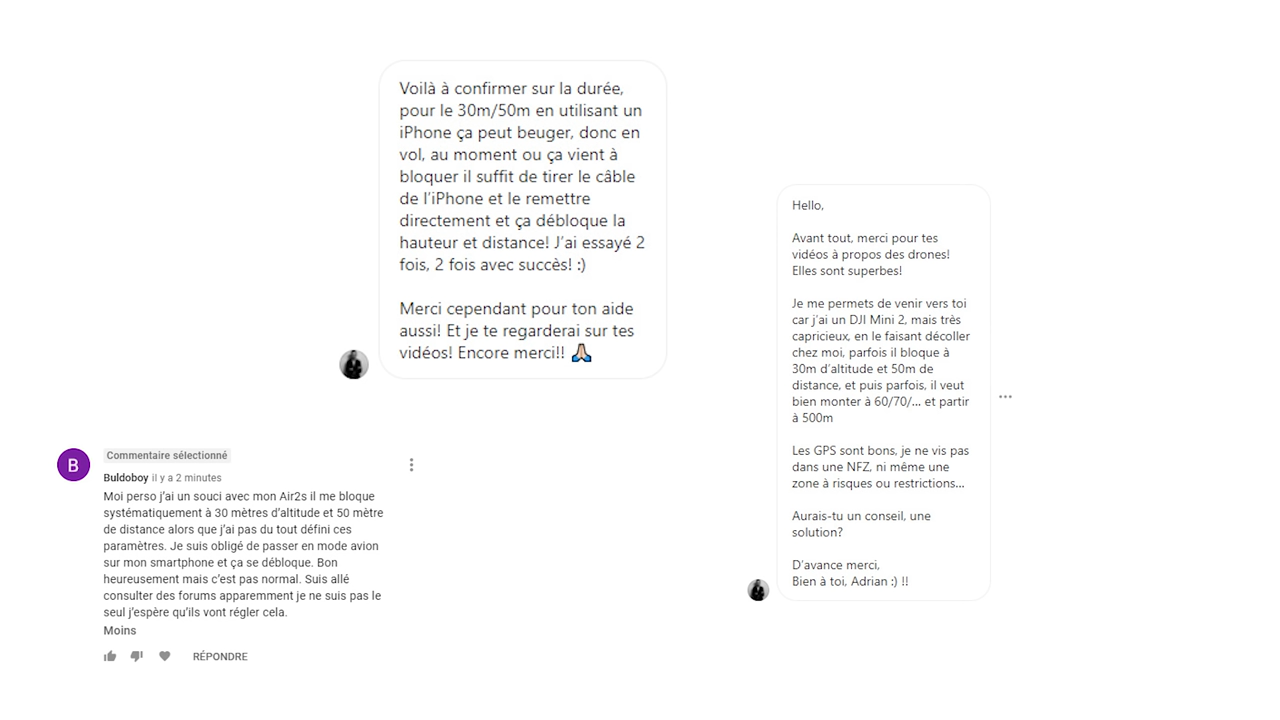 Voilà à confirmer sur la durée,
pour le 30m/50m en utilisant un
iPhone ça peut beuger, donc en
vol, au moment ou ça vient à
bloquer il suffit de tirer le câble
de l'iPhone et le remettre
directement et ça débloque la
hauteur et distance! J'ai essayé 2
fois, 2 fois avec succès! :)
Merci cependant pour ton aide
aussi! Et je te regarderai sur tes
vidéos! Encore merci!! 🙏🏻
Hello,
Avant tout, merci pour tes
vidéos à propos des drones!
Elles sont superbes!
Je me permets de venir vers toi
car j'ai un DJI Mini 2, mais très
capricieux, en le faisant décoller
chez moi, parfois il bloque à
30m d'altitude et 50m de
distance, et puis parfois, il veut
bien monter à 60/70/... et partir
à 500m
Les GPS sont bons, je ne vis pas
dans une NFZ, ni même une
zone à risques ou restrictions...
Aurais-tu un conseil, une
solution?
D'avance merci,
Bien à toi, Adrian :) !!
B
Commentaire sélectionné
Buldoboy il y a 2 minutes
Moi perso j'ai un souci avec mon Air2s il me bloque
systématiquement à 30 mètres d'altitude et 50 mètre
de distance alors que j'ai pas du tout défini ces
paramètres. Je suis obligé de passer en mode avion
sur mon smartphone et ça se débloque. Bon
heureusement mais c'est pas normal. Suis allé
consulter des forums apparemment je ne suis pas le
seul j'espère qu'ils vont régler cela.
Moins
RÉPONDRE